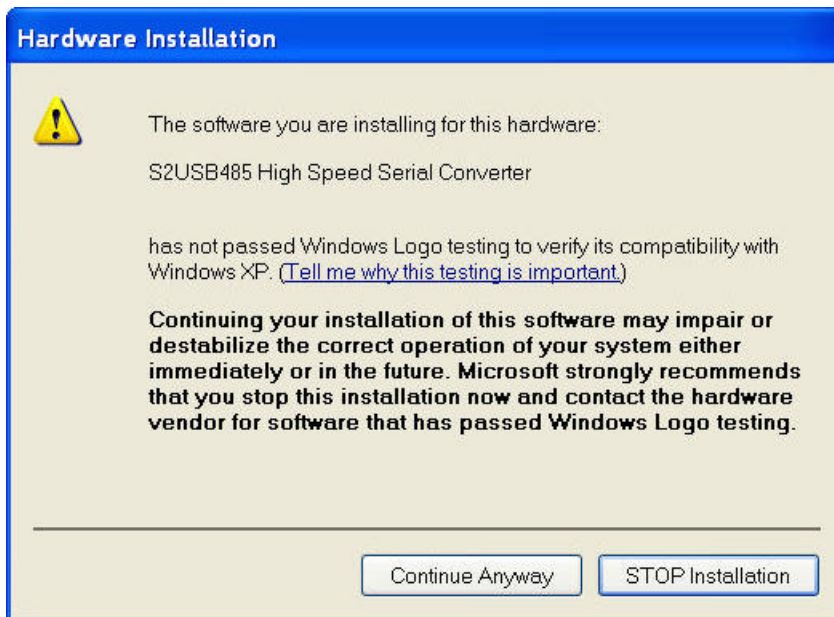 Hardware Installation
The software you are installing for this hardware:
S2USB485 High Speed Serial Converter
has not passed Windows Logo testing to verify its compatibility with
Windows XP. (Tell me why this testing is important.)
Continuing your installation of this software may impair or
destabilize the correct operation of your system either
immediately or in the future. Microsoft strongly recommends
that you stop this installation now and contact the hardware
vendor for software that has passed Windows Logo testing.
Continue Anyway
STOP Installation